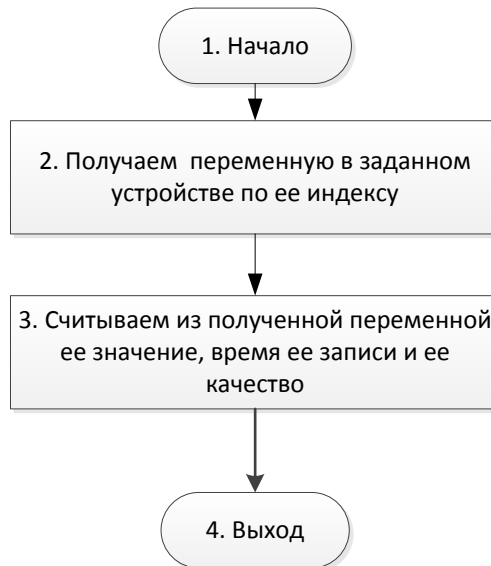 1. Начало
2. Получаем переменную в заданном
устройстве по ее индексу
3. Считываем из полученной переменной
ее значение, время ее записи и ее
качество
4. Выход